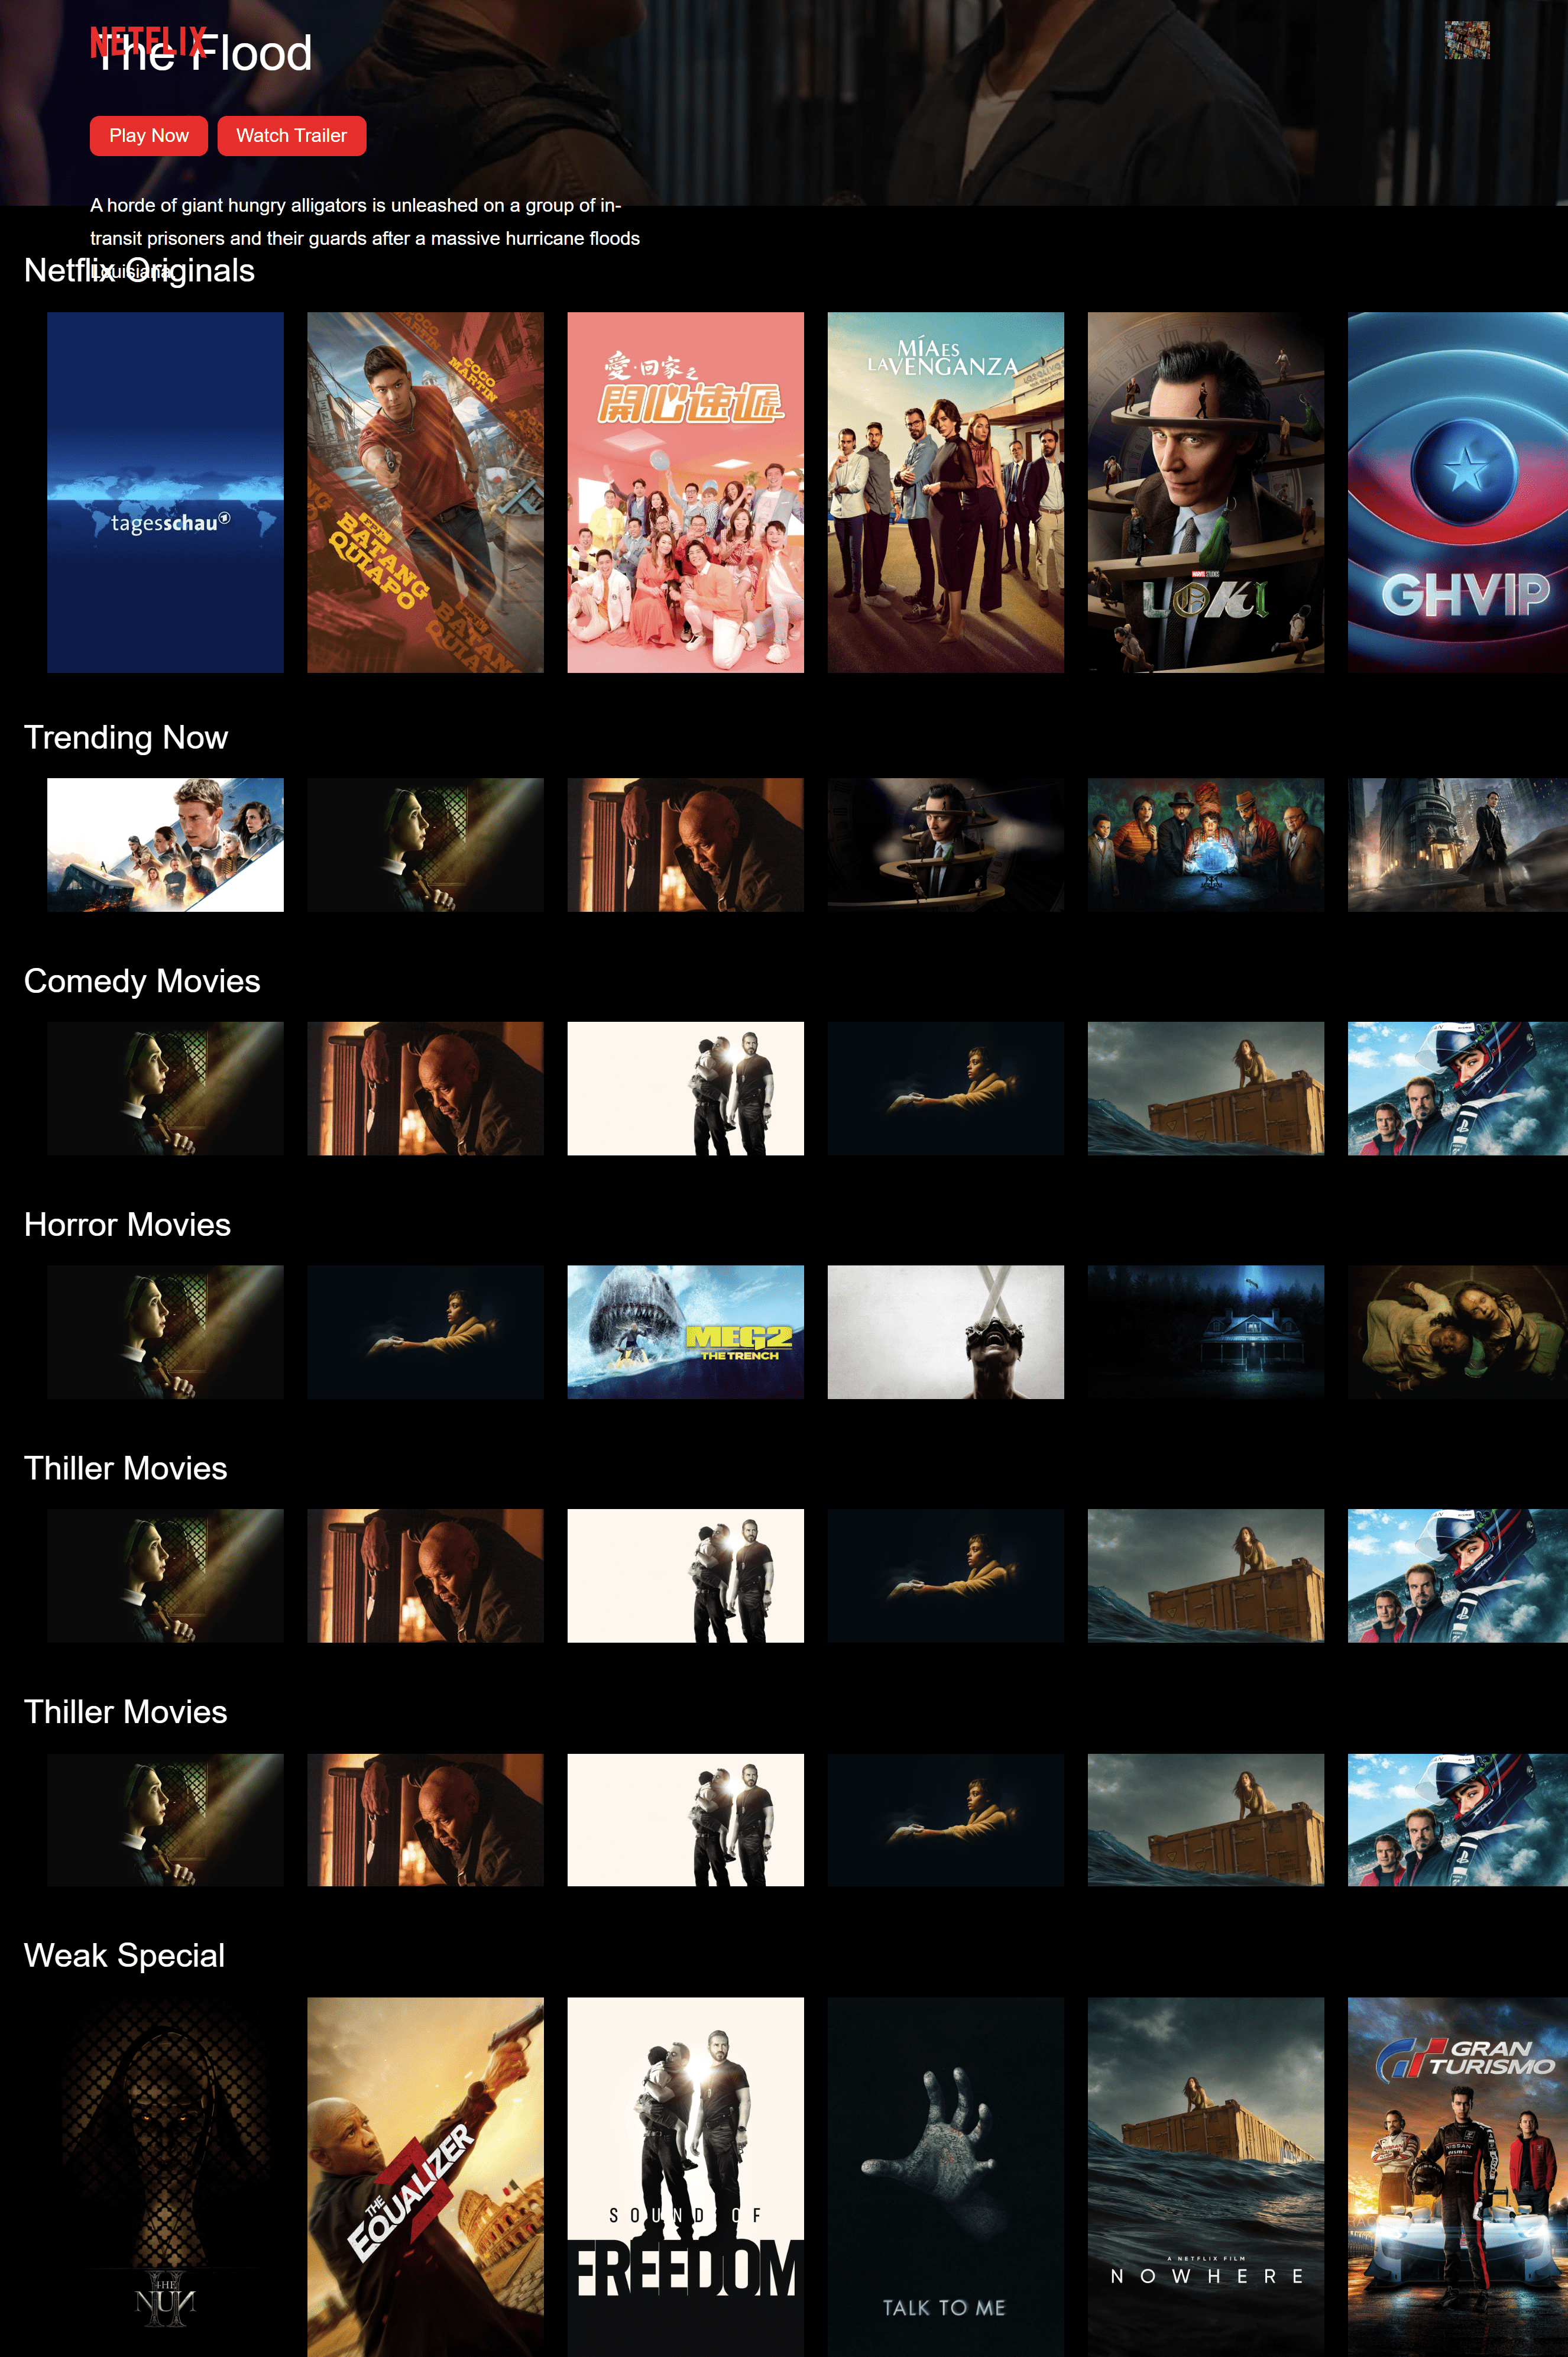 NETFLIX
The Flood
Play Now
Watch Trailer
A horde of giant hungry alligators is unleashed on a group of in-
transit prisoners and their guards after a massive hurricane floods
Louisiana.
Netflix Originals
tagesschau
COCO
MARTIN
BATANG
QUIAPO
愛·回家之
開心速遞
MÍA ES
LA VENGANZA
MARVEL STUDIOS
LOKI
GHVIP
Trending Now
Comedy Movies
Horror Movies
MEG2
THE TRENCH
Thiller Movies
Thiller Movies
Weak Special
THE
NUN
II
THE
EQUALIZER
3
SOUND OF
FREEDOM
TALK TO ME
A NETFLIX FILM
NOWHERE
GRAN
TURISMO
NISSAN